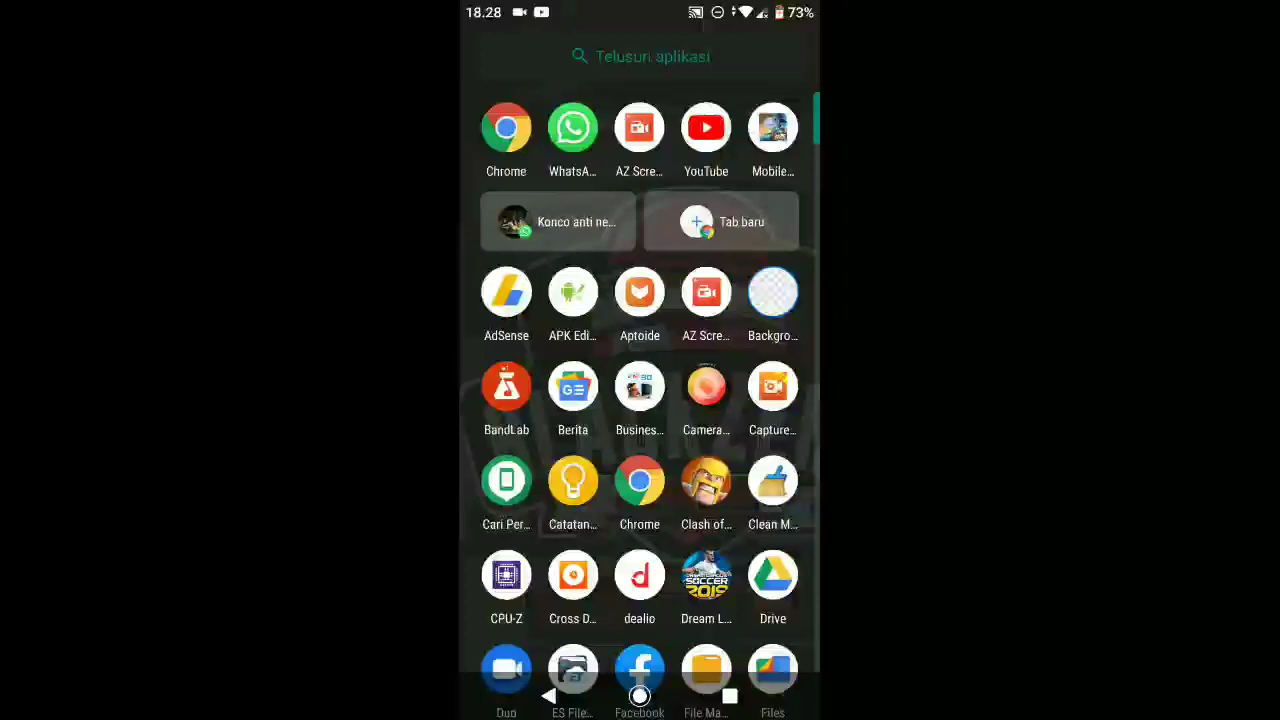 18.28
73%
Telusuri aplikasi
Chrome
WhatsA...
AZ Scre...
YouTube
Mobile...
Konco anti ne...
Tab baru
AdSense
APK Edi...
Aptoide
AZ Scre...
Backgro...
BandLab
Berita
Busines...
Camera...
Capture...
Cari Per...
Catatan...
Chrome
Clash of...
Clean M...
CPU-Z
Cross D...
dealio
Dream L...
Drive
Duo
ES File...
Facebook
File Ma...
Files